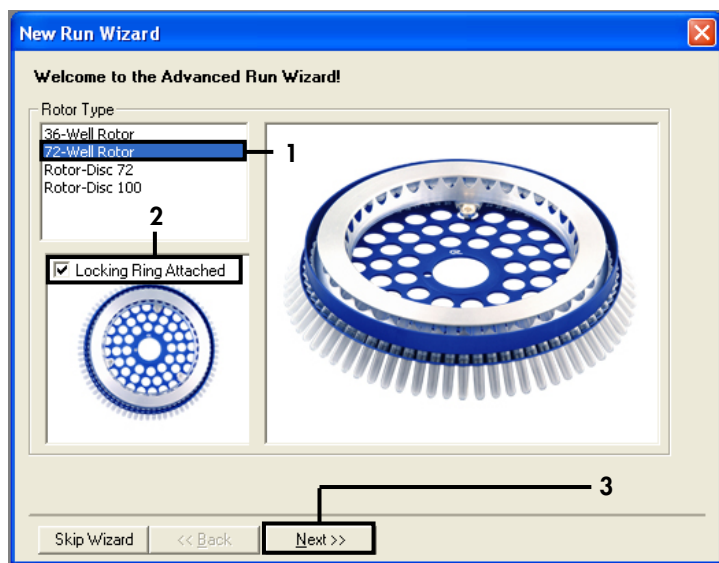 New Run Wizard
Welcome to the Advanced Run Wizard!
Rotor Type
36-Well Rotor
72-Well Rotor
Rotor-Disc 72
Rotor-Disc 100
1
2
Locking Ring Attached
3
Skip Wizard
<< Back
Next >>